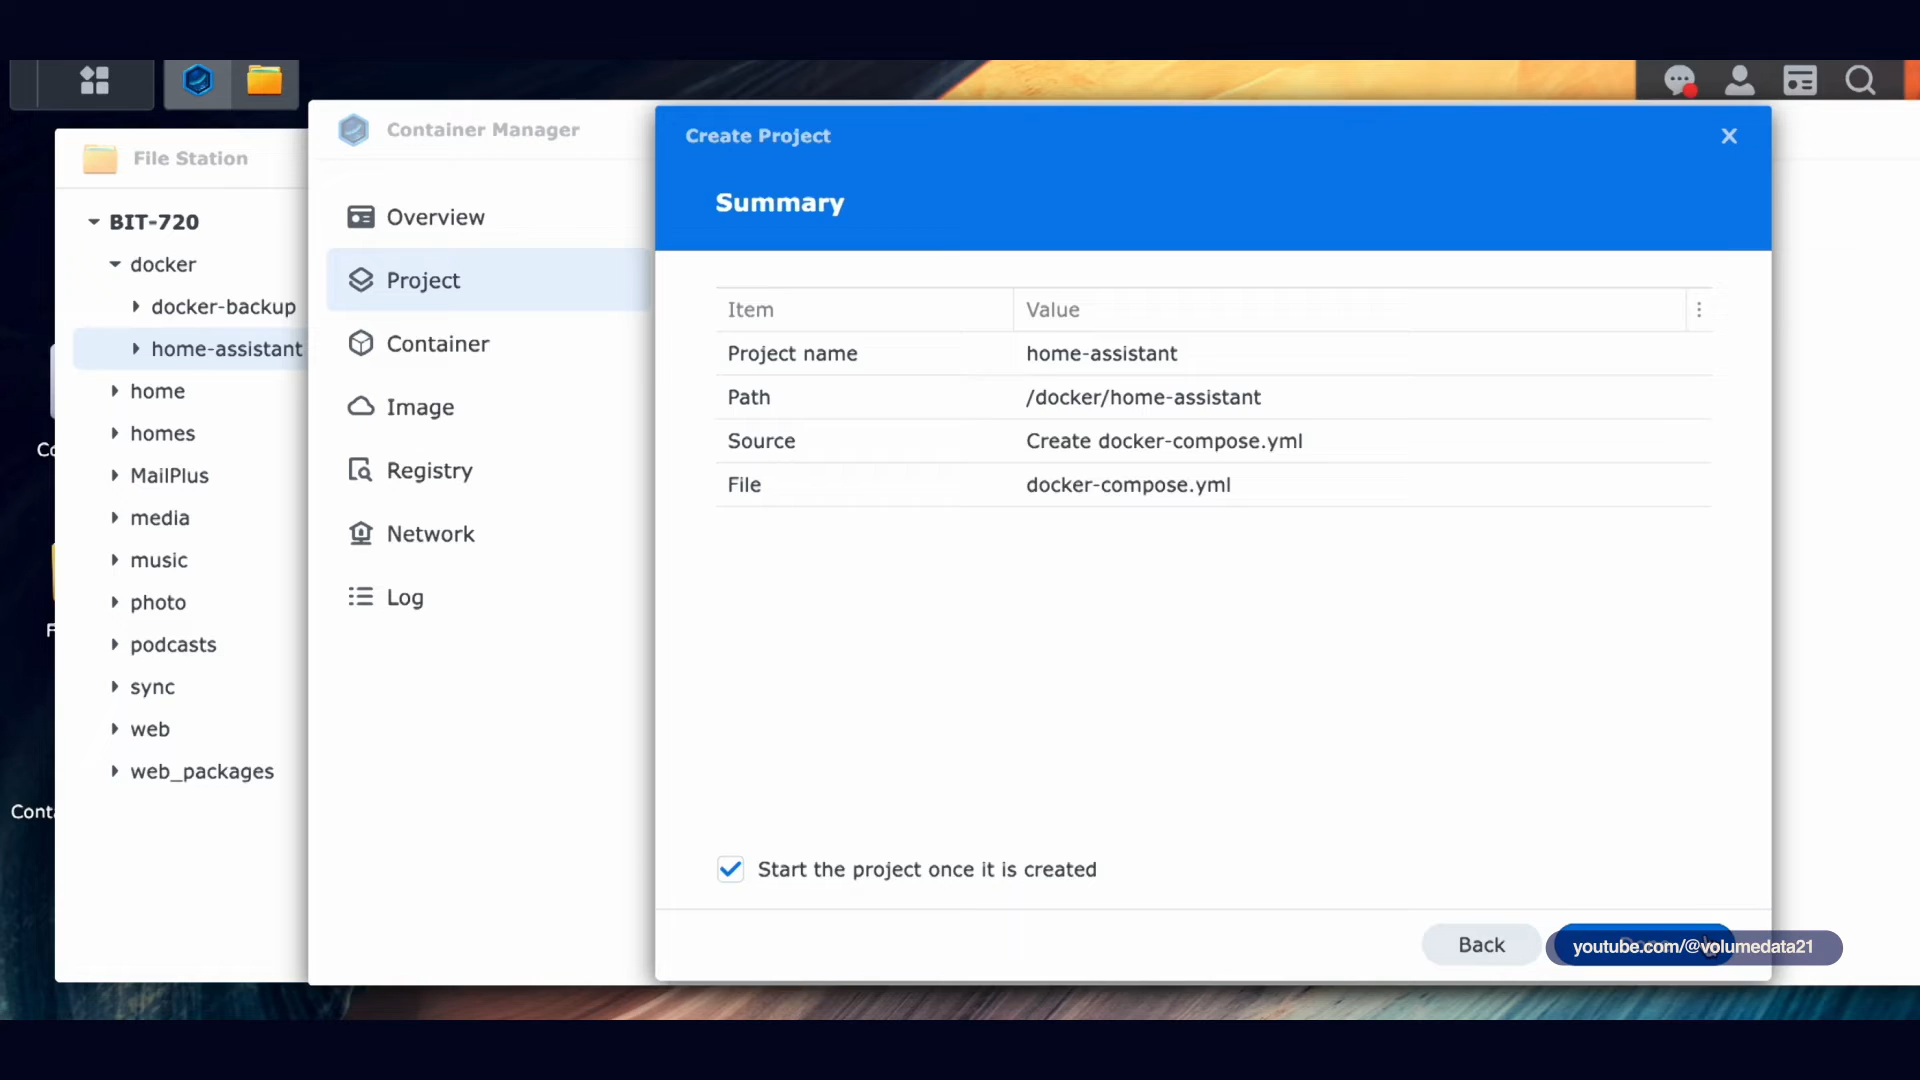 File Station
BIT-720
docker
docker-backup
home-assistant
home
homes
MailPlus
media
music
photo
podcasts
sync
web
web_packages
Container Manager
Overview
Project
Container
Image
Registry
Network
Log
Create Project
Summary
Item Value
Project name home-assistant
Path /docker/home-assistant
Source Create docker-compose.yml
File docker-compose.yml
Start the project once it is created
Back
youtube.com/@volumedata21